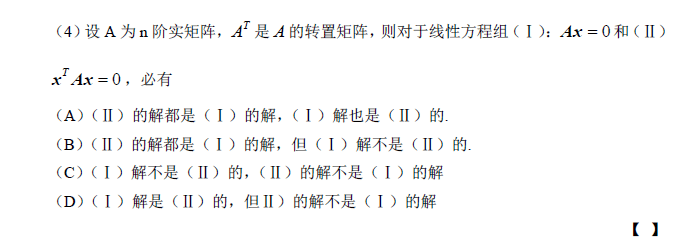 （4）设 A 为 n 阶实矩阵，A^T 是 A 的转置矩阵，则对于线性方程组（Ⅰ）：Ax = 0 和（Ⅱ）
x^T Ax = 0，必有
（A）（Ⅱ）的解都是（Ⅰ）的解，（Ⅰ）解也是（Ⅱ）的.
（B）（Ⅱ）的解都是（Ⅰ）的解，但（Ⅰ）解不是（Ⅱ）的.
（C）（Ⅰ）解不是（Ⅱ）的，（Ⅱ）的解不是（Ⅰ）的解
（D）（Ⅰ）解是（Ⅱ）的，但Ⅱ）的解不是（Ⅰ）的解
【 】